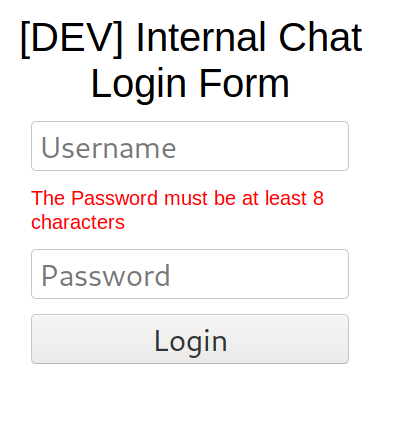 [DEV] Internal Chat
Login Form
Username
The Password must be at least 8
characters
Password
Login